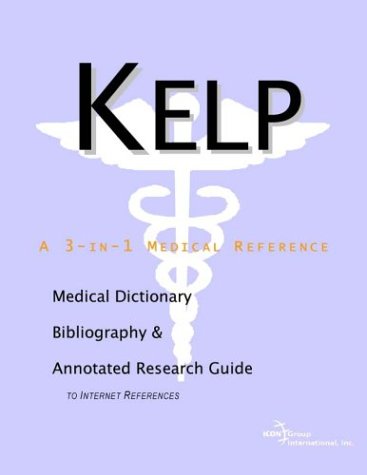 KELP
A 3-IN-1 MEDICAL REFERENCE
Medical Dictionary
Bibliography &
Annotated Research Guide
TO INTERNET REFERENCES
ICON Group
International, Inc.